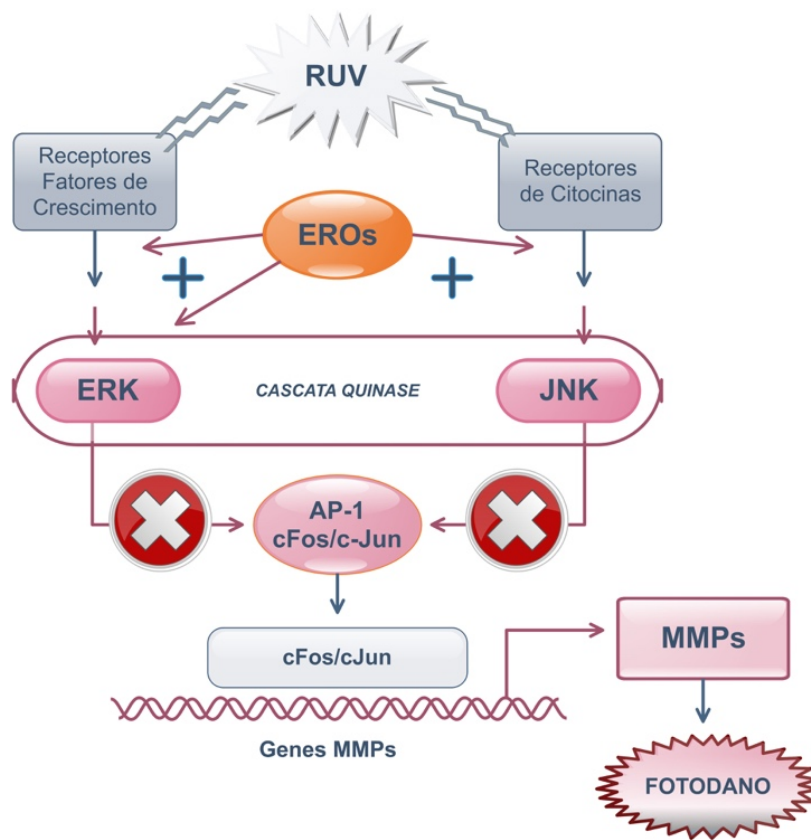 RUV
Receptores
Fatores de
Crescimento
Receptores
de Citocinas
EROs
ERK
CASCATA QUINASE
JNK
AP-1
cFos/c-Jun
cFos/cJun
MMPs
Genes MMPs
FOTODANO